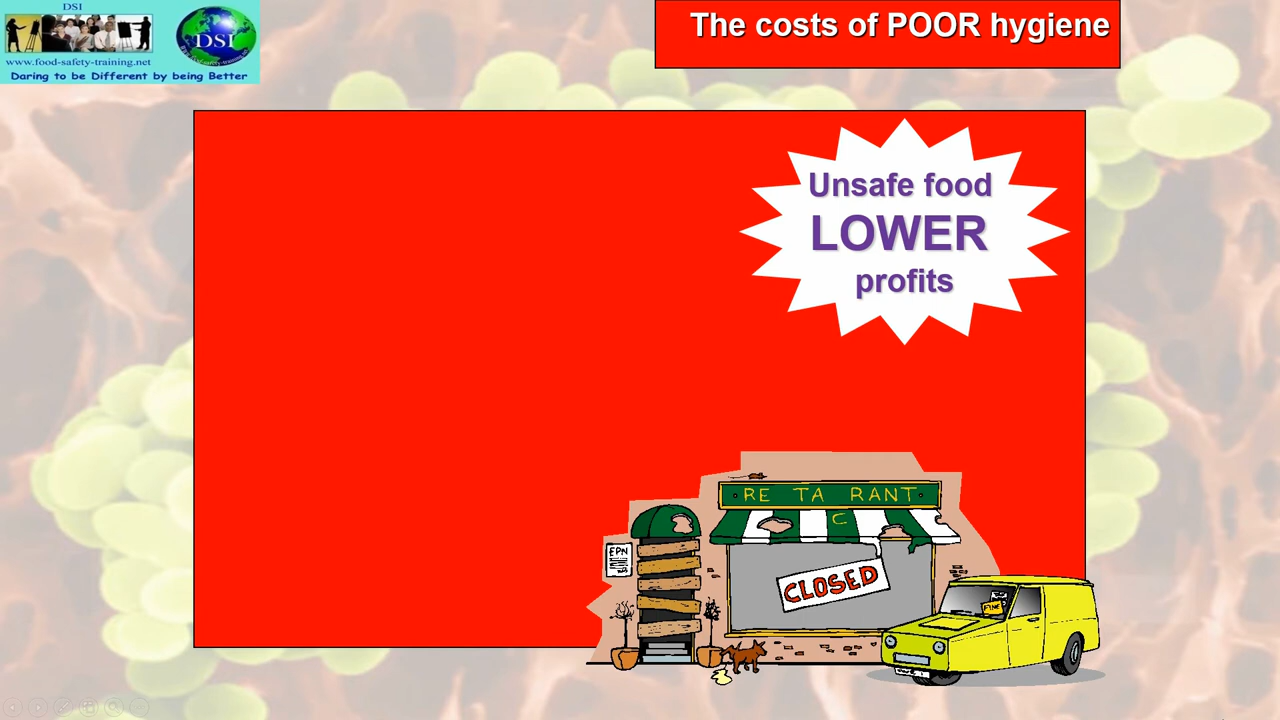 DSI
DSI
www.food-safety-training.net
Daring to be Different by being Better
The costs of POOR hygiene
Unsafe food
LOWER
profits
RE TA RANT
C
EPN
CLOSED
FINE